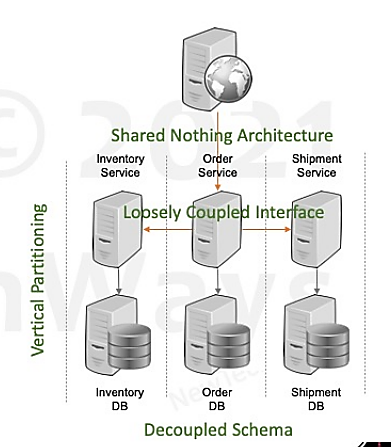 © 2021
Shared Nothing Architecture
Inventory Service
Order Service
Shipment Service
Loosely Coupled Interface
Vertical Partitioning
Inventory DB
Order DB
Shipment DB
Decoupled Schema